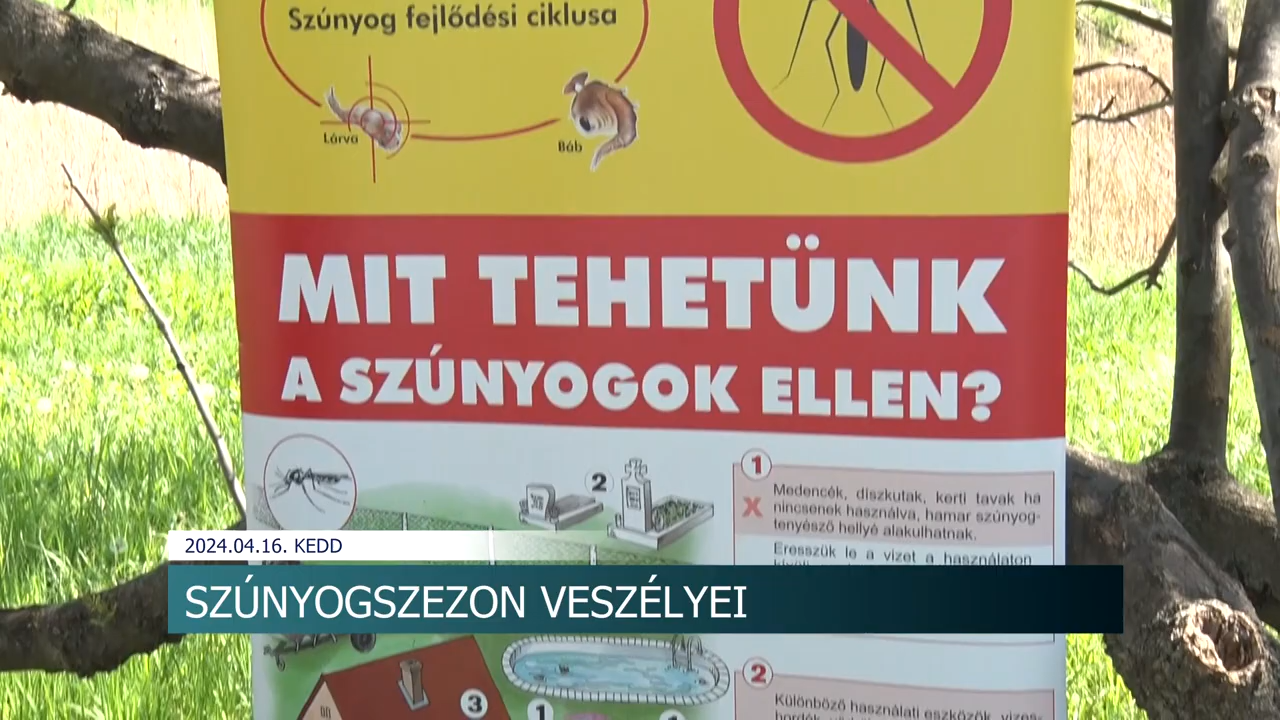 Szúnyog fejlődési ciklusa
Lárva
Báb
MIT TEHETÜNK
A SZÚNYOGOK ELLEN?
2
1
X
Medencék, díszkutak, kerti tavak ha
nincsenek használva, hamar szúnyog-
tenyésző hellyé alakulhatnak.
Eresszük le a vizet a használaton
2024.04.16. KEDD
SZÚNYOGSZEZON VESZÉLYEI
3
1
2
Különböző használati eszközök, vizes-